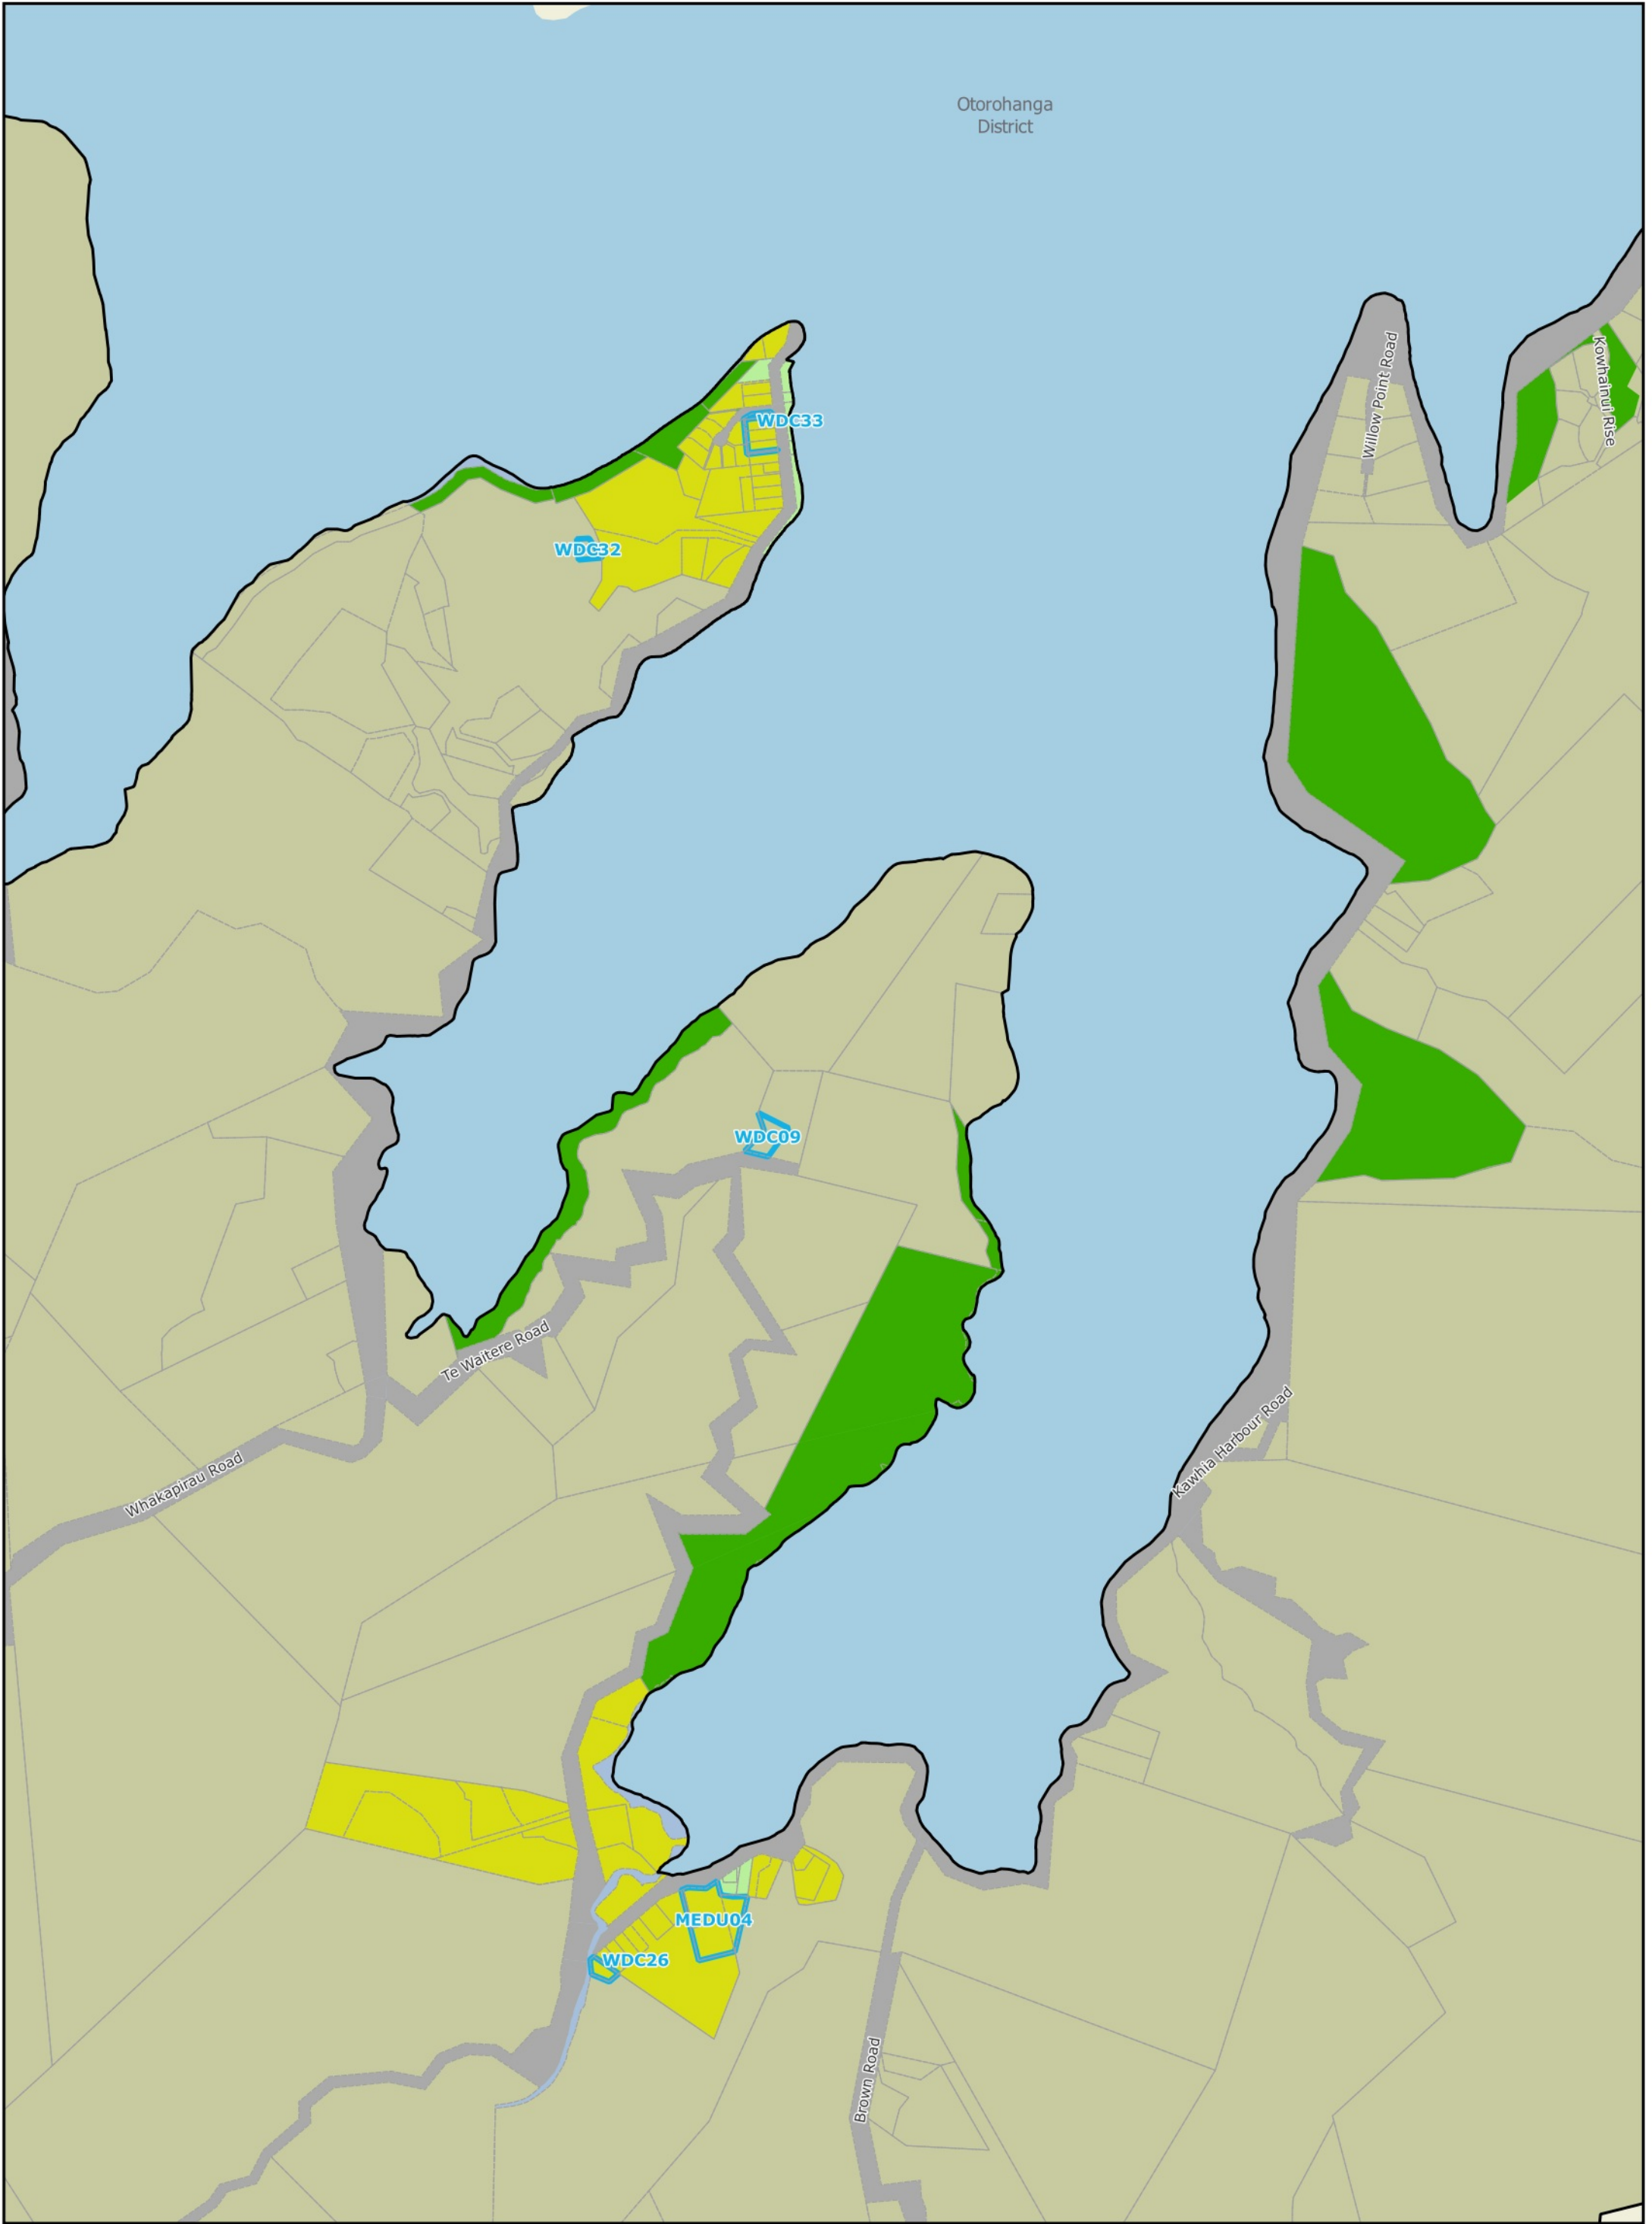 Otorohanga
District
Willow Point Road
Kowhainui Rise
WDC33
WDC32
WDC09
Te Waitere Road
Kawhia Harbour Road
Whakapirau Road
MEDU04
WDC26
Brown Road